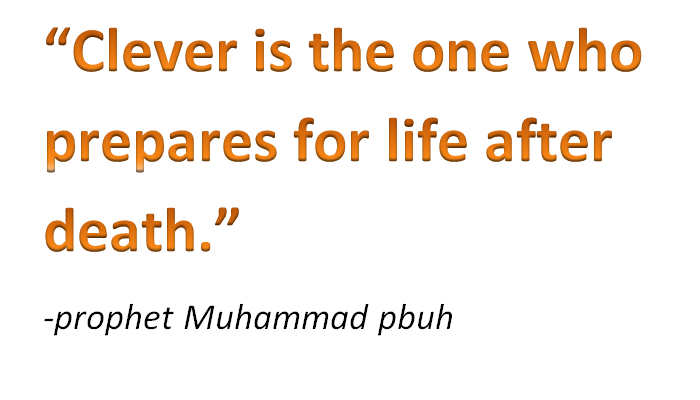 “Clever is the one who
prepares for life after
death.”
-prophet Muhammad pbuh